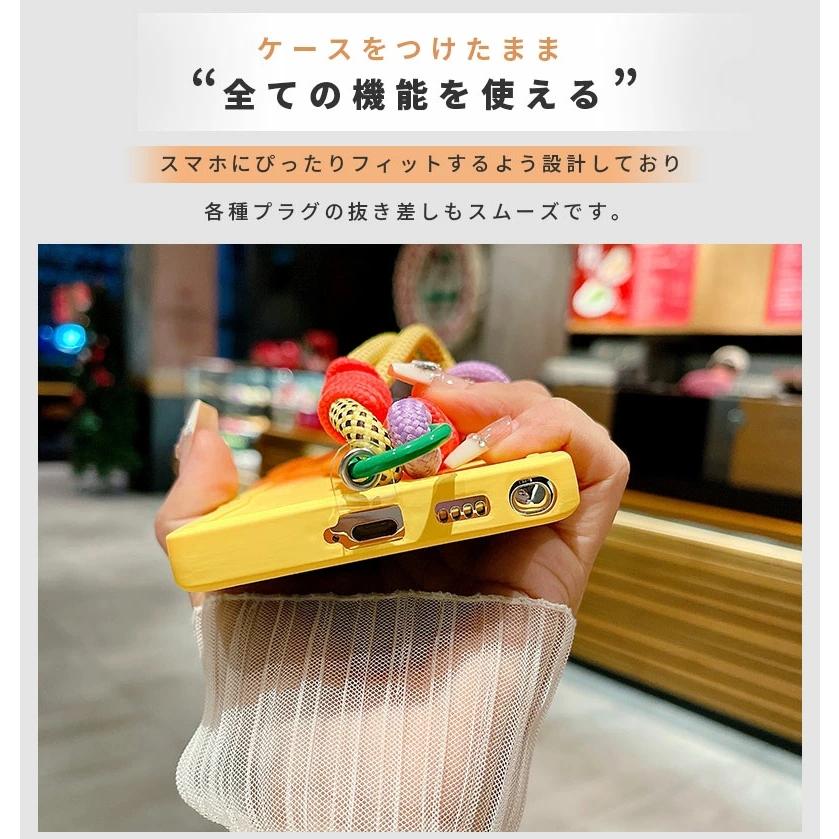 ケースをつけたまま
“全ての機能を使える”
スマホにぴったりフィットするよう設計しており
各種プラグの抜き差しもスムーズです。